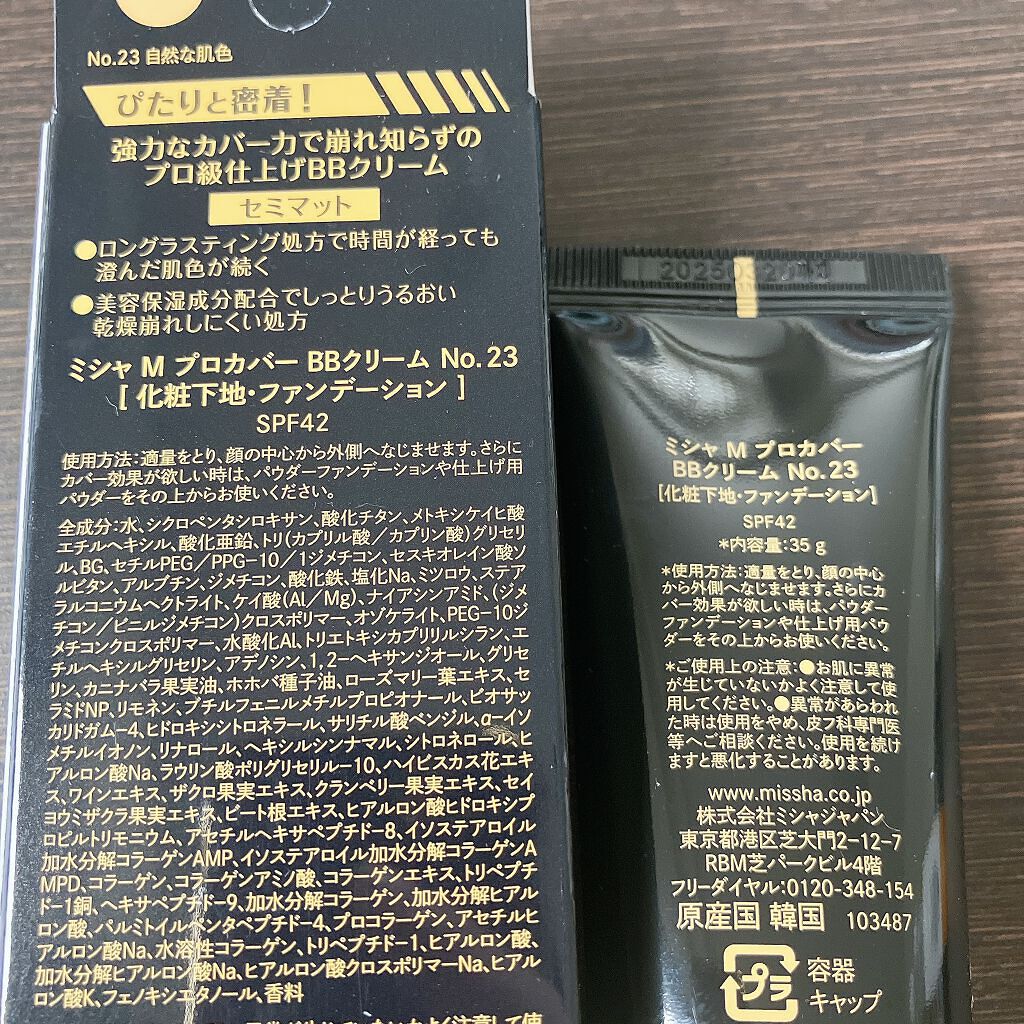 No.23 自然な肌色
ぴたりと密着!
強力なカバー力で崩れ知らずの
プロ級仕上げBBクリーム
セミマット
●ロングラスティング処方で時間が経っても
澄んだ肌色が続く
●美容保湿成分配合でしっとりうるおい
乾燥崩れしにくい処方
ミシャ M プロカバー BBクリーム No.23
[ 化粧下地・ファンデーション ]
SPF42
使用方法:適量をとり、顔の中心から外側へなじませます。さらに
カバー効果が欲しい時は、パウダーファンデーションや仕上げ用
パウダーをその上からお使いください。
全成分:水、シクロペンタシロキサン、酸化チタン、メトキシケイヒ酸
エチルヘキシル、酸化亜鉛、トリ(カプリル酸/カプリン酸)グリセリ
ル、BG、セチルPEG/PPG-10/1ジメチコン、セスキオレイン酸ソ
ルビタン、アルブチン、ジメチコン、酸化鉄、塩化Na、ミツロウ、ステア
ラルコニウムヘクトライト、ケイ酸(Al/Mg)、ナイアシンアミド、(ジメ
チコン/ビニルジメチコン)クロスポリマー、オゾケライト、PEG-10ジ
メチコンクロスポリマー、水酸化Al、トリエトキシカプリリルシラン、エ
チルヘキシルグリセリン、アデノシン、1,2-ヘキサンジオール、グリセ
リン、カニナバラ果実油、ホホバ種子油、ローズマリー葉エキス、セ
ラミドNP、リモネン、ブチルフェニルメチルプロピオナール、ビオサッ
カリドガム-4、ヒドロキシシトロネラール、サリチル酸ベンジル、α-イソ
メチルイオノン、リナロール、ヘキシルシンナマル、シトロネロール、ヒ
アルロン酸Na、ラウリン酸ポリグリセリル-10、ハイビスカス花エキ
ス、ワインエキス、ザクロ果実エキス、クランベリー果実エキス、セイ
ヨウミザクラ果実エキス、ビート根エキス、ヒアルロン酸ヒドロキシプ
ロピルトリモニウム、アセチルヘキサペプチド-8、イソステアロイル
加水分解コラーゲンAMP、イソステアロイル加水分解コラーゲンA
MPD、コラーゲン、コラーゲンアミノ酸、コラーゲンエキス、トリペプチ
ド-1銅、ヘキサペプチド-9、加水分解コラーゲン、加水分解ヒアル
ロン酸、パルミトイルペンタペプチド-4、プロコラーゲン、アセチルヒ
アルロン酸Na、水溶性コラーゲン、トリペプチド-1、ヒアルロン酸、
加水分解ヒアルロン酸Na、ヒアルロン酸クロスポリマーNa、ヒアル
ロン酸K、フェノキシエタノール、香料
ミシャ M プロカバー
BBクリーム No.23
[化粧下地・ファンデーション]
SPF42
*内容量:35g
*使用方法:適量をとり、顔の中心
から外側へなじませます。さらにカ
バー効果が欲しい時は、パウダー
ファンデーションや仕上げ用パウ
ダーをその上からお使いください。
*ご使用上の注意:●お肌に異常
が生じていないかよく注意して使
用してください。●異常があらわれ
た時は使用をやめ、皮フ科専門医
等へご相談ください。使用を続け
ますと悪化することがあります。
www.missha.co.jp
株式会社ミシャジャパン
東京都港区芝大門2-12-7
RBM芝パークビル4階
フリーダイヤル:0120-348-154
原産国 韓国 103487
プラ
容器
キャップ